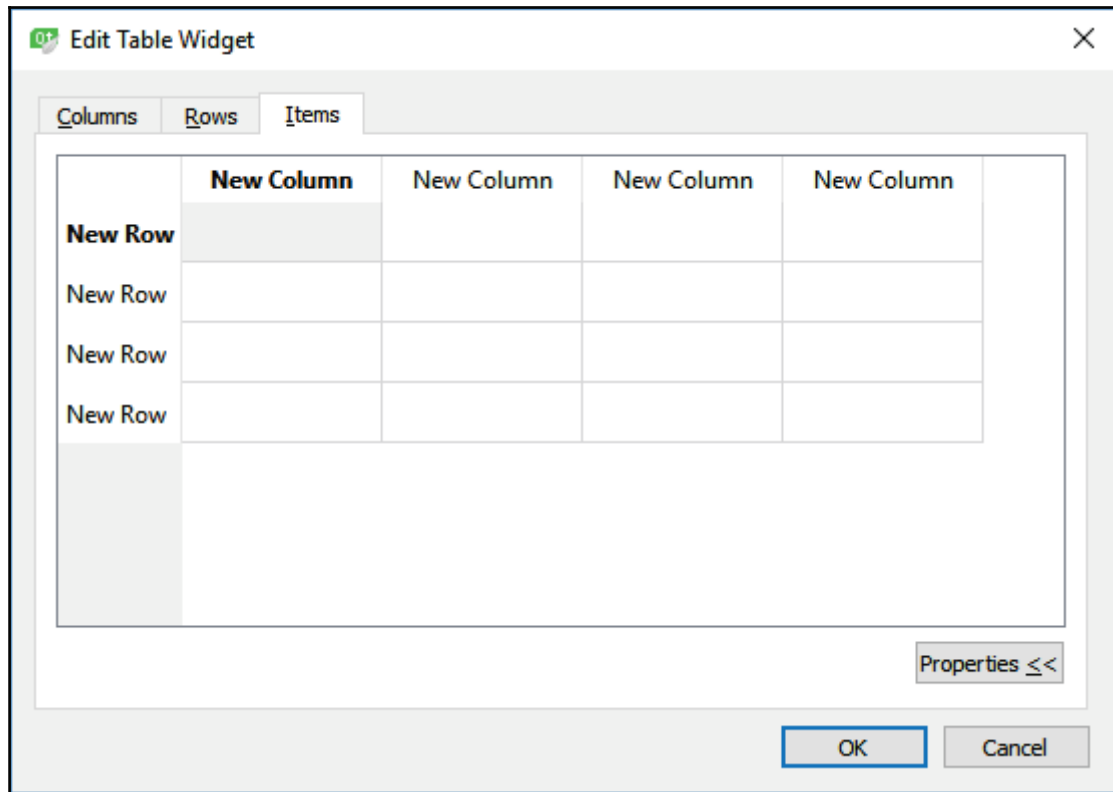 Qt Edit Table Widget
Columns Rows Items
New Column New Column New Column New Column
New Row
New Row
New Row
New Row
Properties <<
OK Cancel